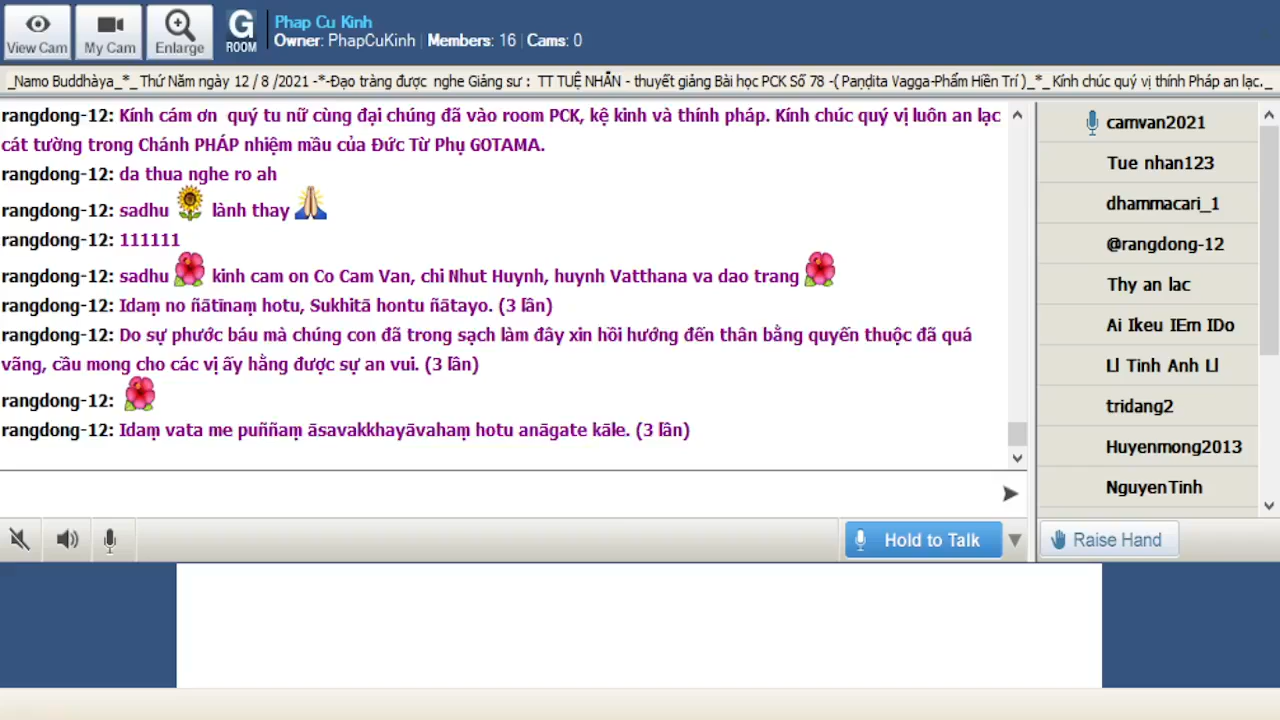 View Cam
My Cam
Enlarge
G
ROOM
Phap Cu Kinh
Owner: PhapCuKinh | Members: 16 | Cams: 0
_Namo Buddhàya_*_ Thứ Năm ngày 12 / 8 /2021 -*-Đạo tràng được nghe Giảng sư : TT TUỆ NHẪN - thuyết giảng Bài học PCK Số 78 -( Paṇḍita Vagga-Phẩm Hiền Trí )_*_ Kính chúc quý vị thính Pháp an lạc._
rangdong-12: Kính cám ơn quý tu nữ cùng đại chúng đã vào room PCK, kệ kinh và thính pháp. Kính chúc quý vị luôn an lạc
cát tường trong Chánh PHÁP nhiệm mầu của Đức Từ Phụ GOTAMA.
rangdong-12: da thua nghe ro ah
rangdong-12: sadhu lành thay
rangdong-12: 111111
rangdong-12: sadhu kinh cam on Co Cam Van, chi Nhut Huynh, huynh Vatthana va dao trang
rangdong-12: Idaṃ no ñātīnaṃ hotu, Sukhitā hontu ñātayo. (3 lần)
rangdong-12: Do sự phước báu mà chúng con đã trong sạch làm đây xin hồi hướng đến thân bằng quyến thuộc đã quá
vãng, cầu mong cho các vị ấy hằng được sự an vui. (3 lần)
rangdong-12:
rangdong-12: Idaṃ vata me puññaṃ āsavakkhayāvahaṃ hotu anāgate kāle. (3 lần)
camvan2021
Tue nhan123
dhammacari_1
@rangdong-12
Thy an lac
Ai Ikeu IEm IDo
Ll Tinh Anh Ll
tridang2
Huyenmong2013
NguyenTinh
Hold to Talk
Raise Hand